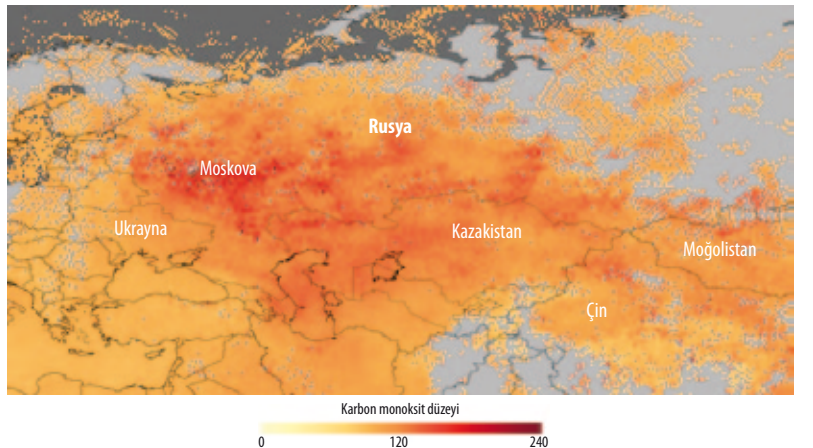 Rusya
Moskova
Ukrayna
Kazakistan
Moğolistan
Çin
Karbon monoksit düzeyi
0 120 240